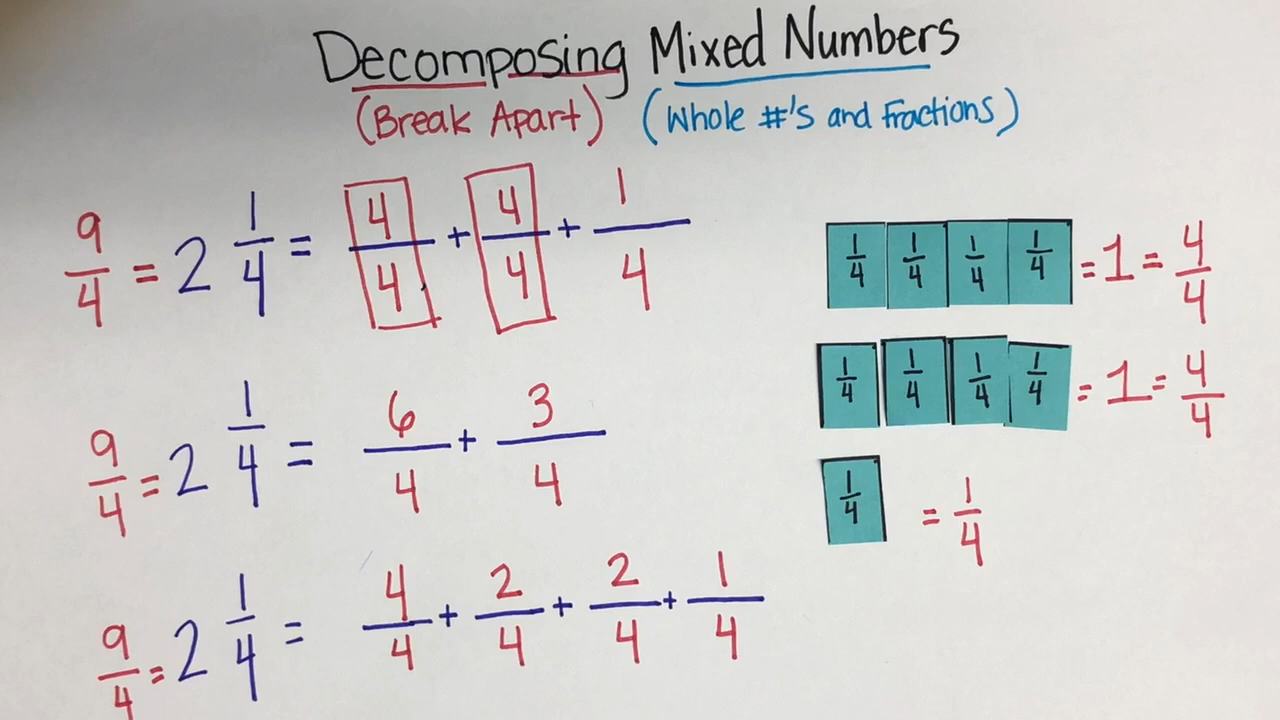 Decomposing Mixed Numbers
(Break Apart) (Whole #'s and Fractions)
9/4 = 2 1/4 = 4/4 + 4/4 + 1/4
1/4 1/4 1/4 1/4 = 1 = 4/4
1/4 1/4 1/4 1/4 = 1 = 4/4
9/4 = 2 1/4 = 6/4 + 3/4
1/4 = 1/4
9/4 = 2 1/4 = 4/4 + 2/4 + 2/4 + 1/4